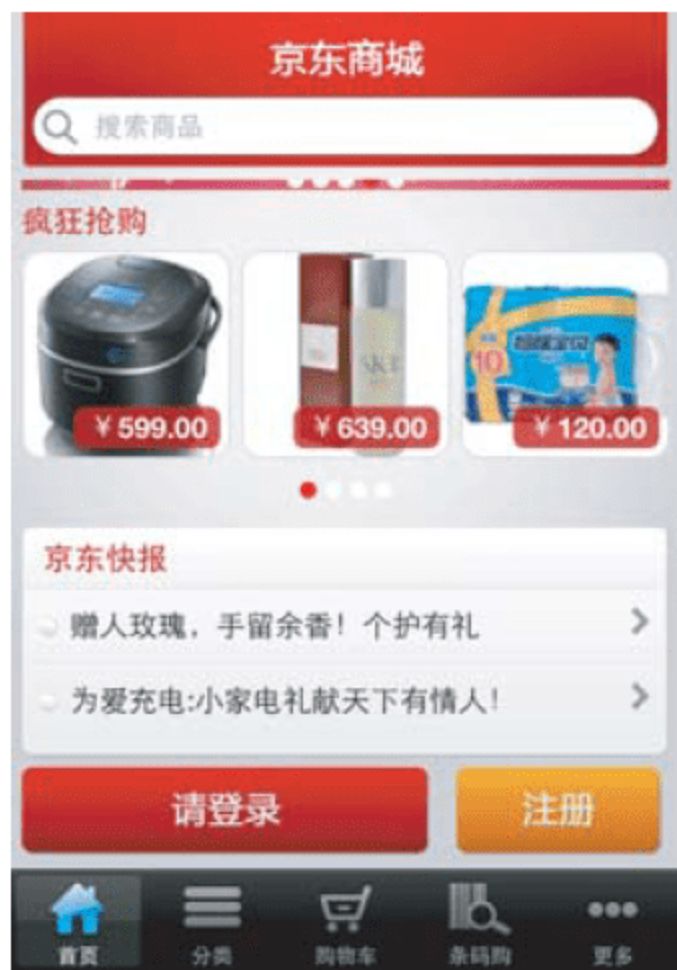 京东商城
搜索商品
疯狂抢购
￥599.00
￥639.00
￥120.00
10
京东快报
赠人玫瑰，手留余香！个护有礼
为爱充电:小家电礼献天下有情人！
请登录
注册
首页
分类
购物车
条码购
更多